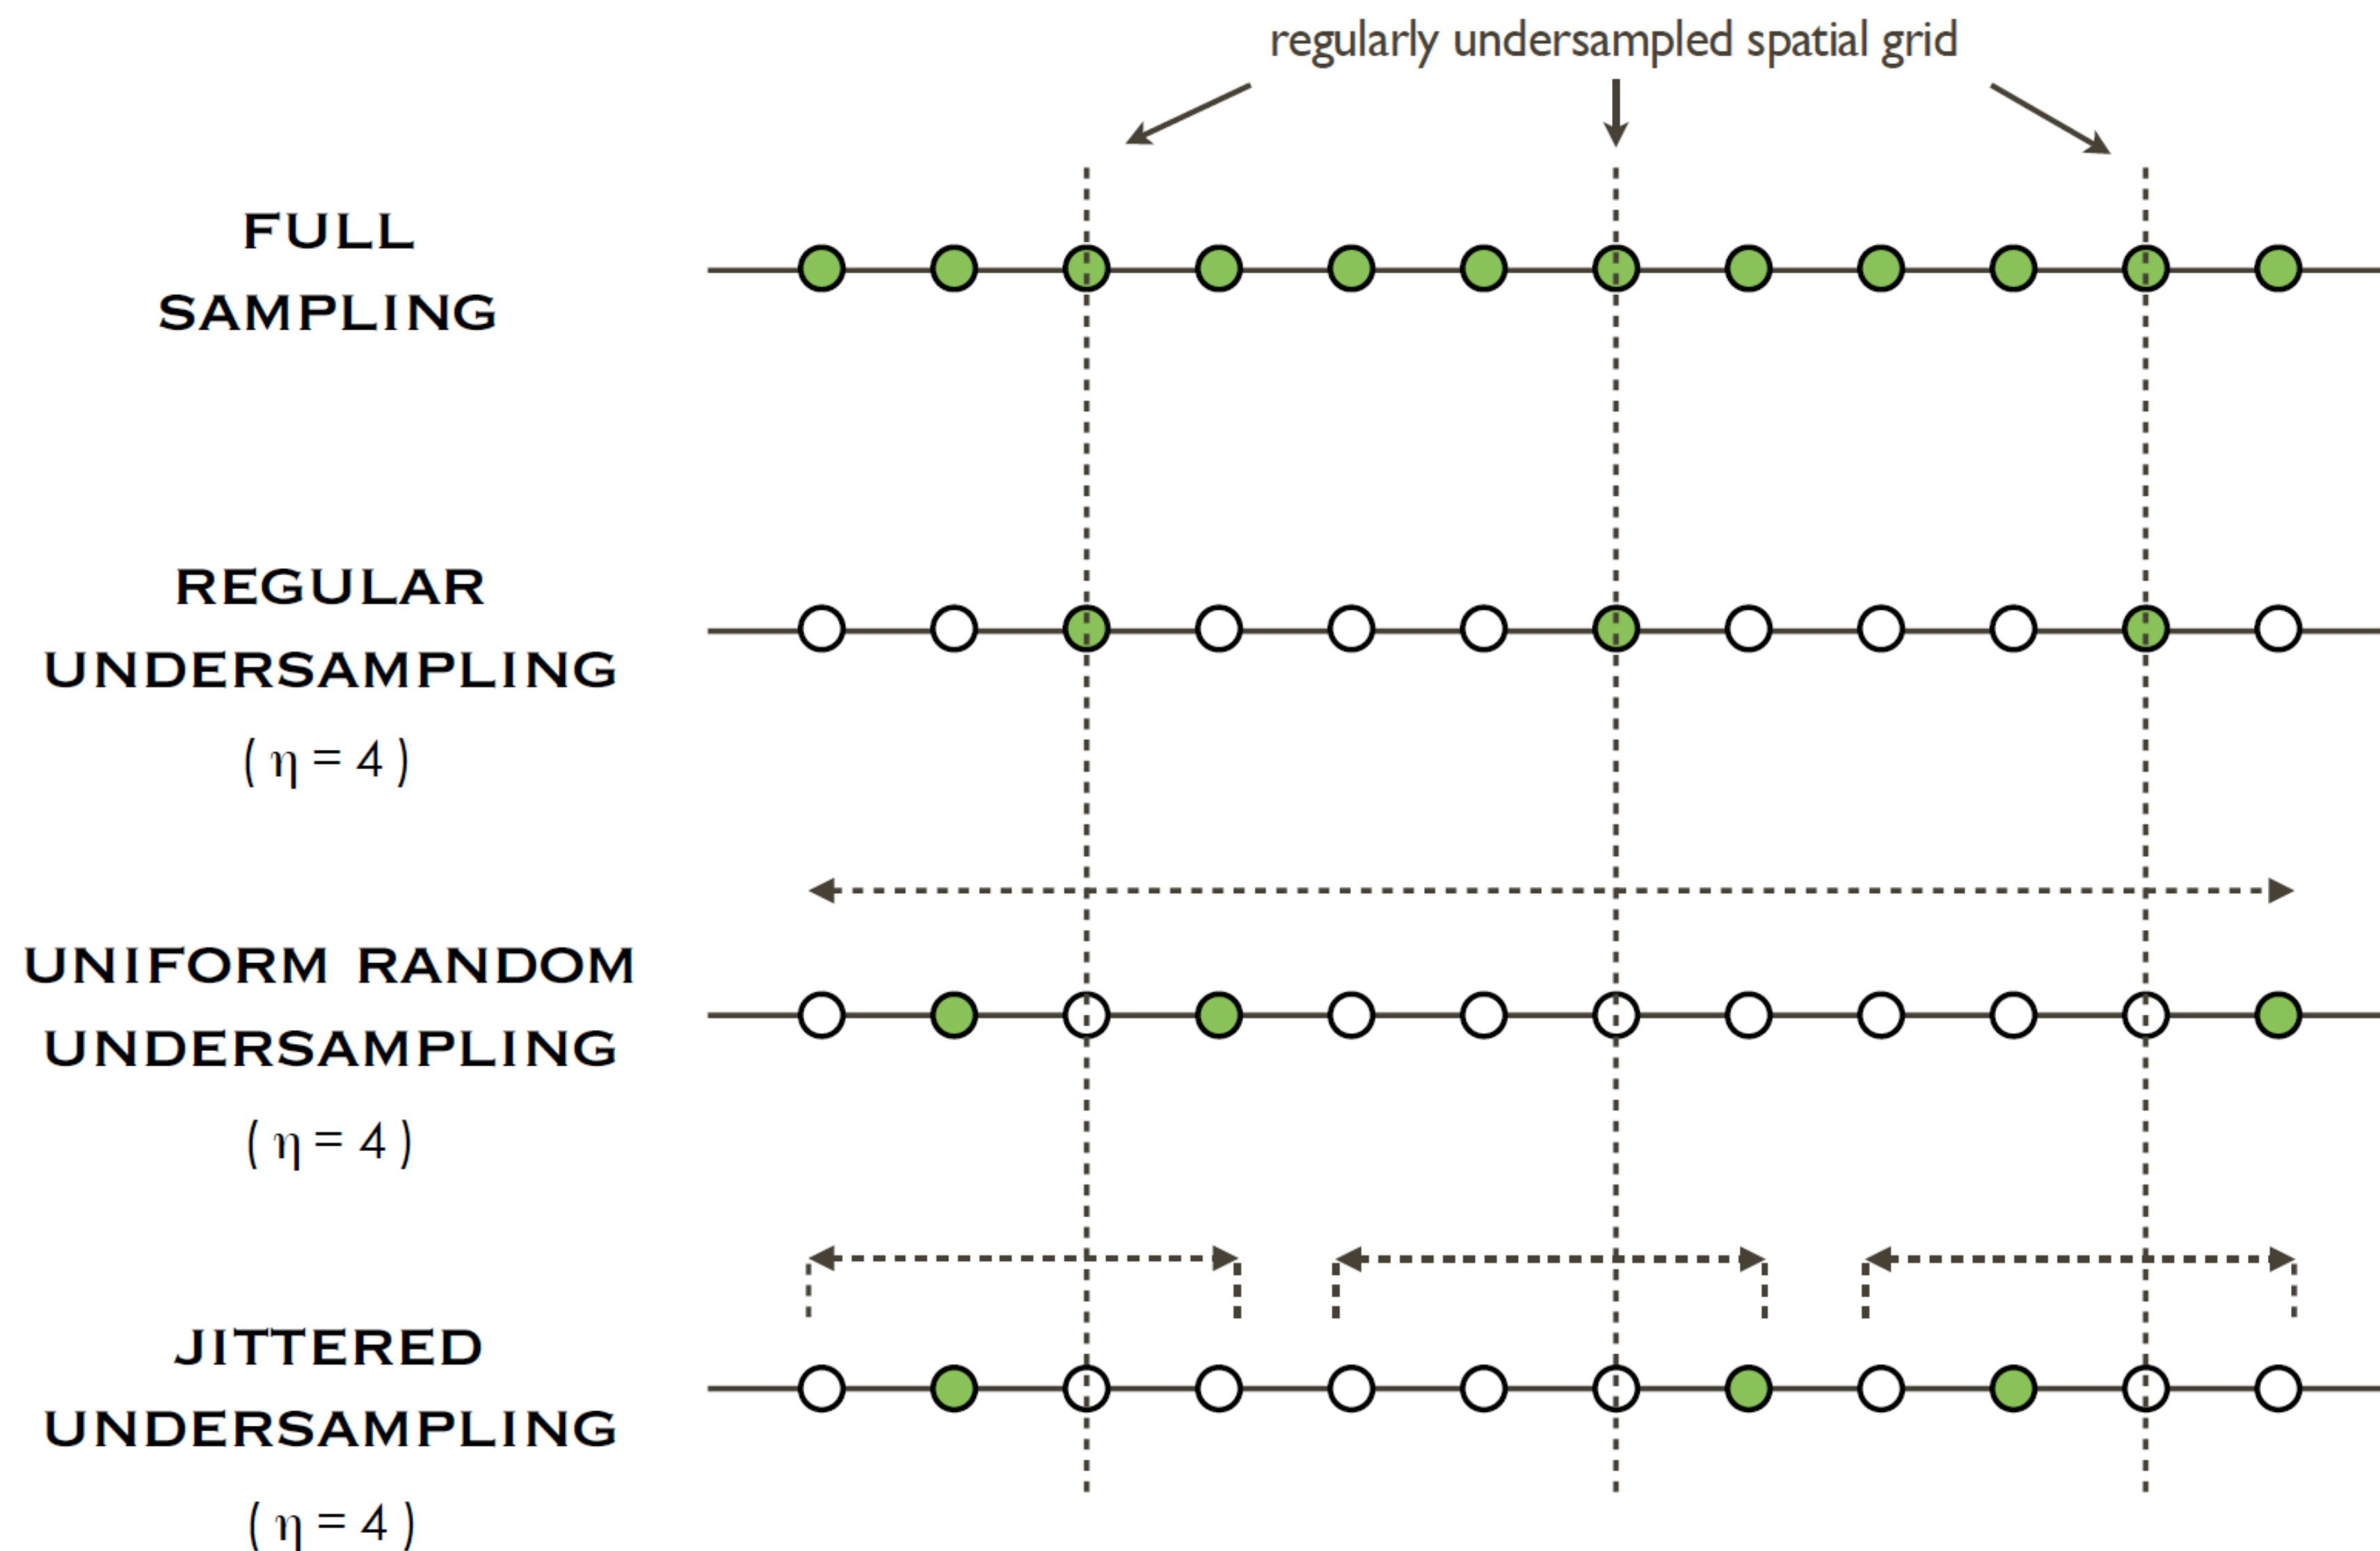 regularly undersampled spatial grid
FULL
SAMPLING
REGULAR
UNDERSAMPLING
( η = 4 )
UNIFORM RANDOM
UNDERSAMPLING
( η = 4 )
JITTERED
UNDERSAMPLING
( η = 4 )